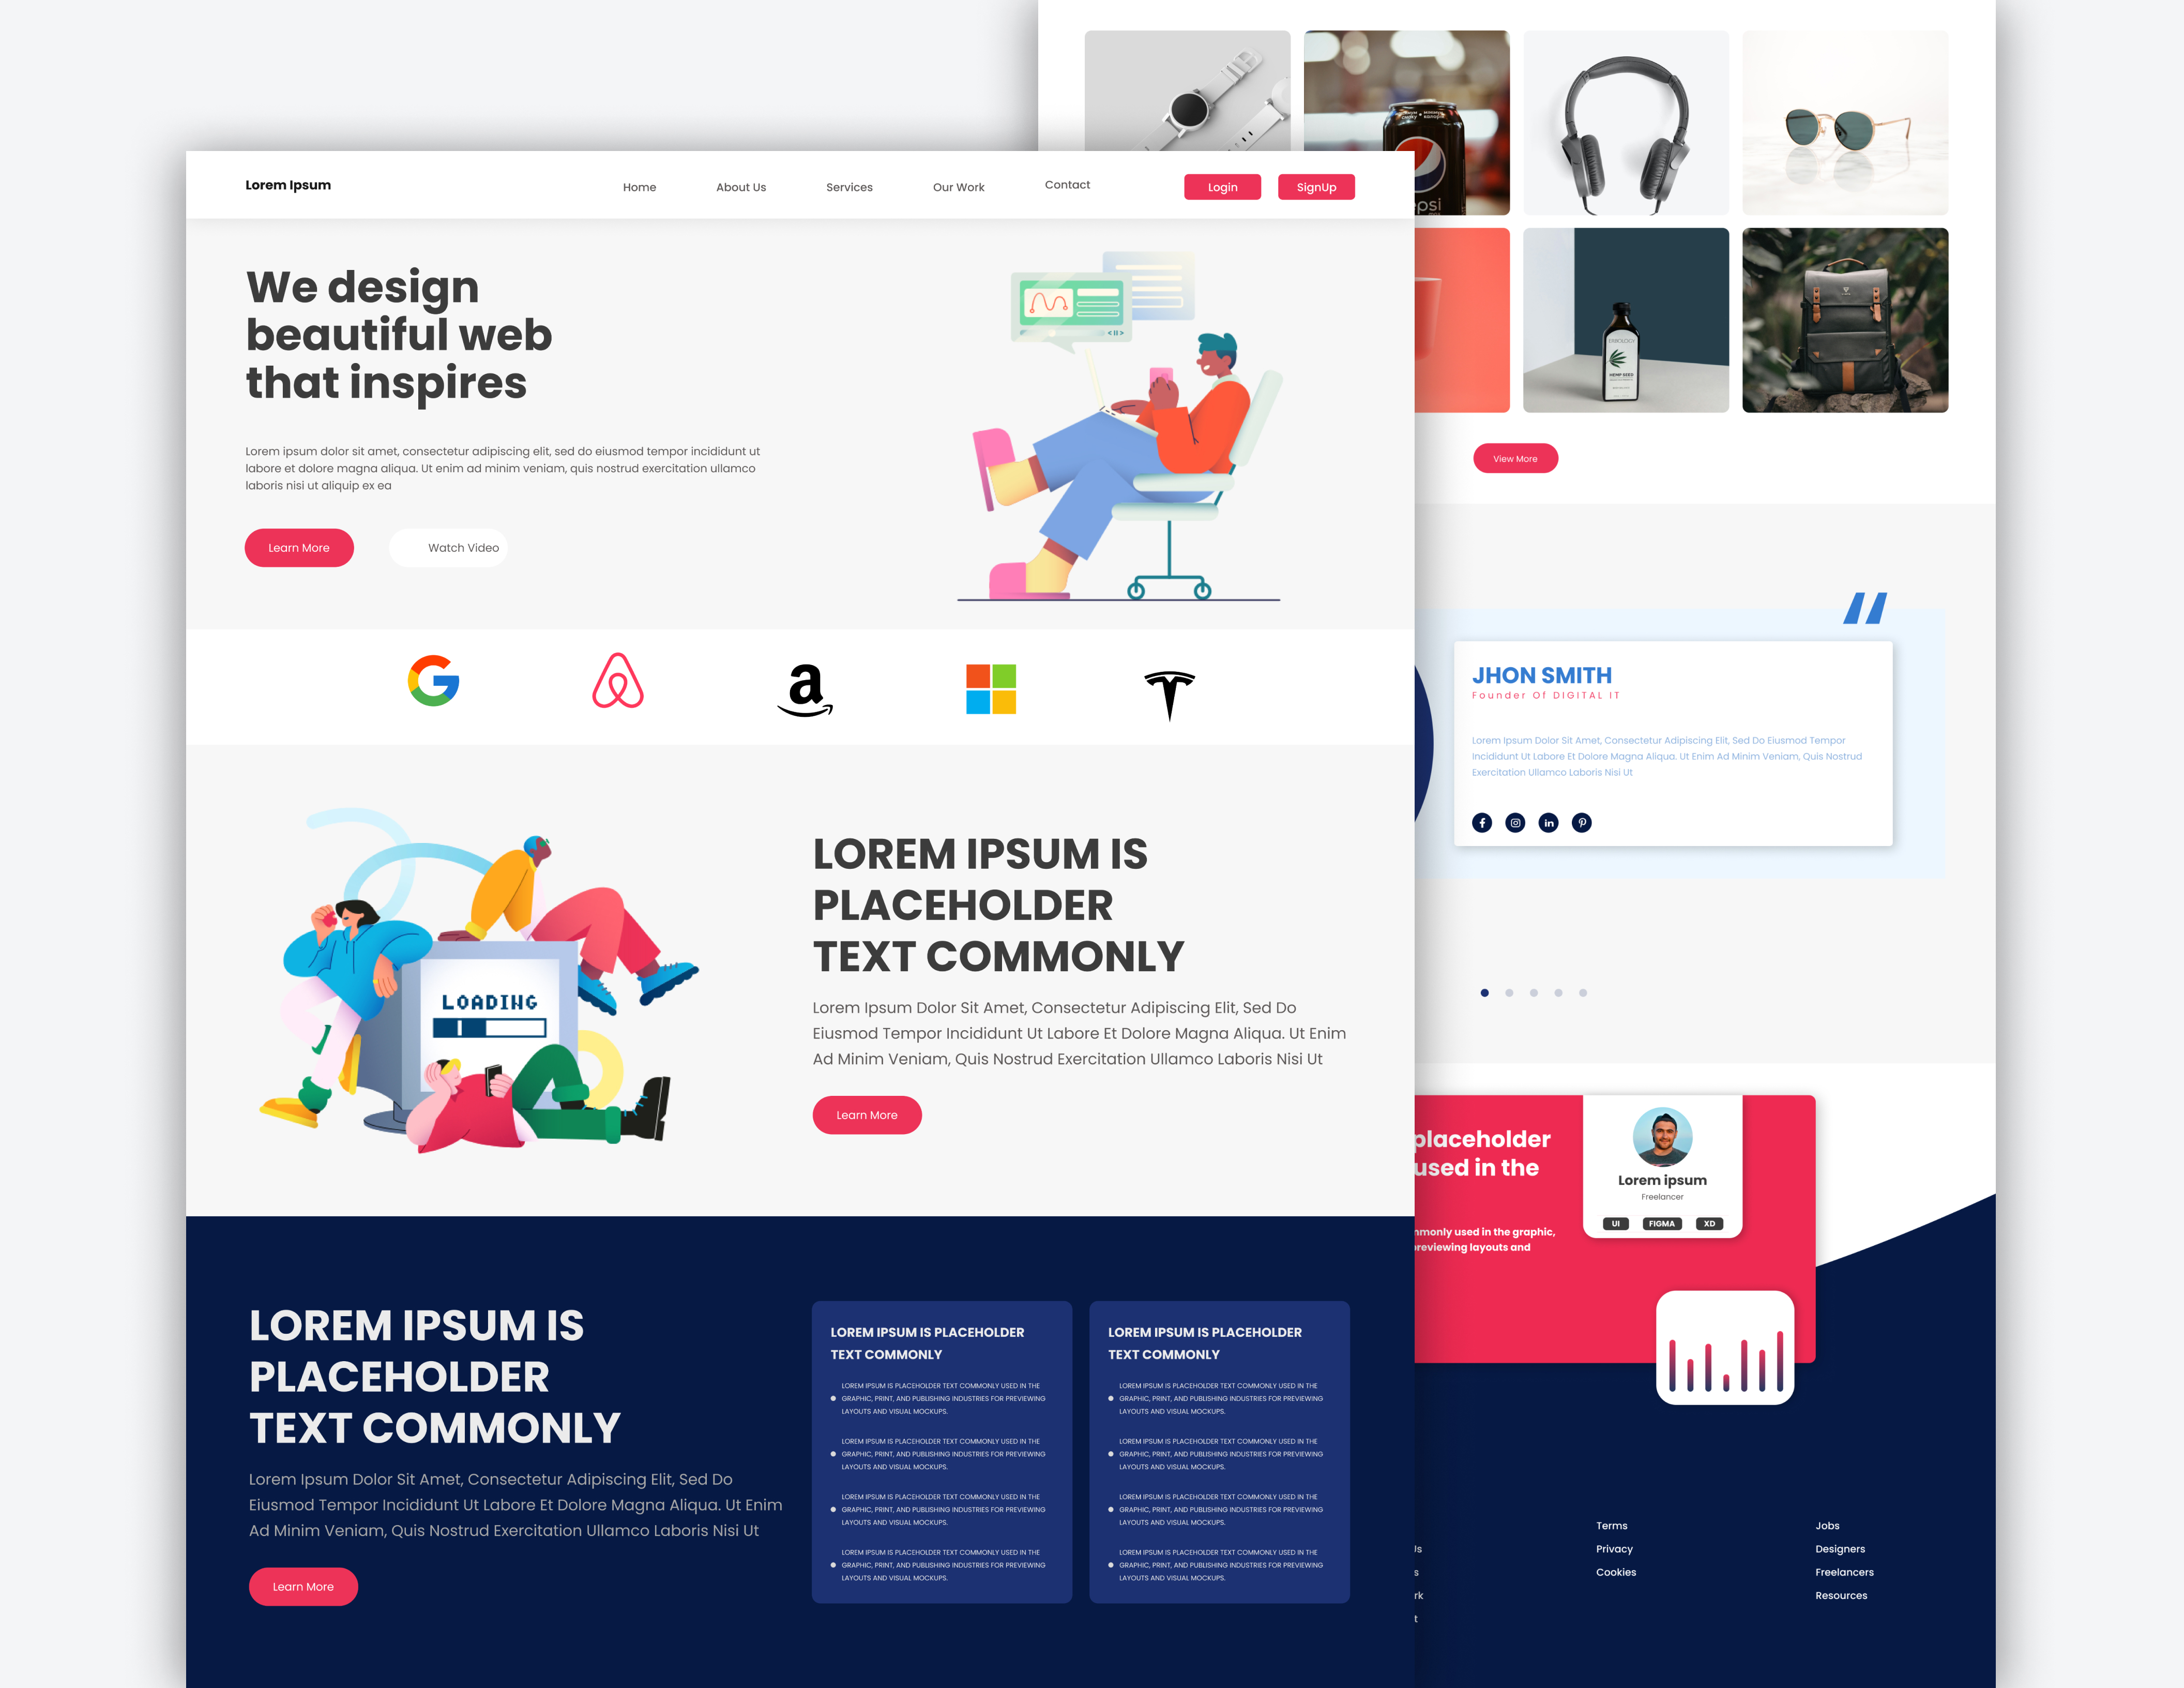 Lorem Ipsum
Home
About Us
Services
Our Work
Contact
Login
SignUp
We design
beautiful web
that inspires
Lorem ipsum dolor sit amet, consectetur adipiscing elit, sed do eiusmod tempor incididunt ut
labore et dolore magna aliqua. Ut enim ad minim veniam, quis nostrud exercitation ullamco
laboris nisi ut aliquip ex ea
Learn More
Watch Video
LOADING
LOREM IPSUM IS
PLACEHOLDER
TEXT COMMONLY
Lorem Ipsum Dolor Sit Amet, Consectetur Adipiscing Elit, Sed Do
Eiusmod Tempor Incididunt Ut Labore Et Dolore Magna Aliqua. Ut Enim
Ad Minim Veniam, Quis Nostrud Exercitation Ullamco Laboris Nisi Ut
Learn More
LOREM IPSUM IS
PLACEHOLDER
TEXT COMMONLY
Lorem Ipsum Dolor Sit Amet, Consectetur Adipiscing Elit, Sed Do
Eiusmod Tempor Incididunt Ut Labore Et Dolore Magna Aliqua. Ut Enim
Ad Minim Veniam, Quis Nostrud Exercitation Ullamco Laboris Nisi Ut
Learn More
LOREM IPSUM IS PLACEHOLDER
TEXT COMMONLY
LOREM IPSUM IS PLACEHOLDER TEXT COMMONLY USED IN THE
GRAPHIC, PRINT, AND PUBLISHING INDUSTRIES FOR PREVIEWING
LAYOUTS AND VISUAL MOCKUPS.
LOREM IPSUM IS PLACEHOLDER TEXT COMMONLY USED IN THE
GRAPHIC, PRINT, AND PUBLISHING INDUSTRIES FOR PREVIEWING
LAYOUTS AND VISUAL MOCKUPS.
LOREM IPSUM IS PLACEHOLDER TEXT COMMONLY USED IN THE
GRAPHIC, PRINT, AND PUBLISHING INDUSTRIES FOR PREVIEWING
LAYOUTS AND VISUAL MOCKUPS.
LOREM IPSUM IS PLACEHOLDER TEXT COMMONLY USED IN THE
GRAPHIC, PRINT, AND PUBLISHING INDUSTRIES FOR PREVIEWING
LAYOUTS AND VISUAL MOCKUPS.
LOREM IPSUM IS PLACEHOLDER
TEXT COMMONLY
LOREM IPSUM IS PLACEHOLDER TEXT COMMONLY USED IN THE
GRAPHIC, PRINT, AND PUBLISHING INDUSTRIES FOR PREVIEWING
LAYOUTS AND VISUAL MOCKUPS.
LOREM IPSUM IS PLACEHOLDER TEXT COMMONLY USED IN THE
GRAPHIC, PRINT, AND PUBLISHING INDUSTRIES FOR PREVIEWING
LAYOUTS AND VISUAL MOCKUPS.
LOREM IPSUM IS PLACEHOLDER TEXT COMMONLY USED IN THE
GRAPHIC, PRINT, AND PUBLISHING INDUSTRIES FOR PREVIEWING
LAYOUTS AND VISUAL MOCKUPS.
LOREM IPSUM IS PLACEHOLDER TEXT COMMONLY USED IN THE
GRAPHIC, PRINT, AND PUBLISHING INDUSTRIES FOR PREVIEWING
LAYOUTS AND VISUAL MOCKUPS.
epsi
HEMP SEED
View More
JHON SMITH
Founder Of DIGITAL IT
Lorem Ipsum Dolor Sit Amet, Consectetur Adipiscing Elit, Sed Do Eiusmod Tempor
Incididunt Ut Labore Et Dolore Magna Aliqua. Ut Enim Ad Minim Veniam, Quis Nostrud
Exercitation Ullamco Laboris Nisi Ut
placeholder
used in the
nmonly used in the graphic,
previewing layouts and
Lorem ipsum
Freelancer
UI
FIGMA
XD
Us
s
rk
t
Terms
Privacy
Cookies
Jobs
Designers
Freelancers
Resources